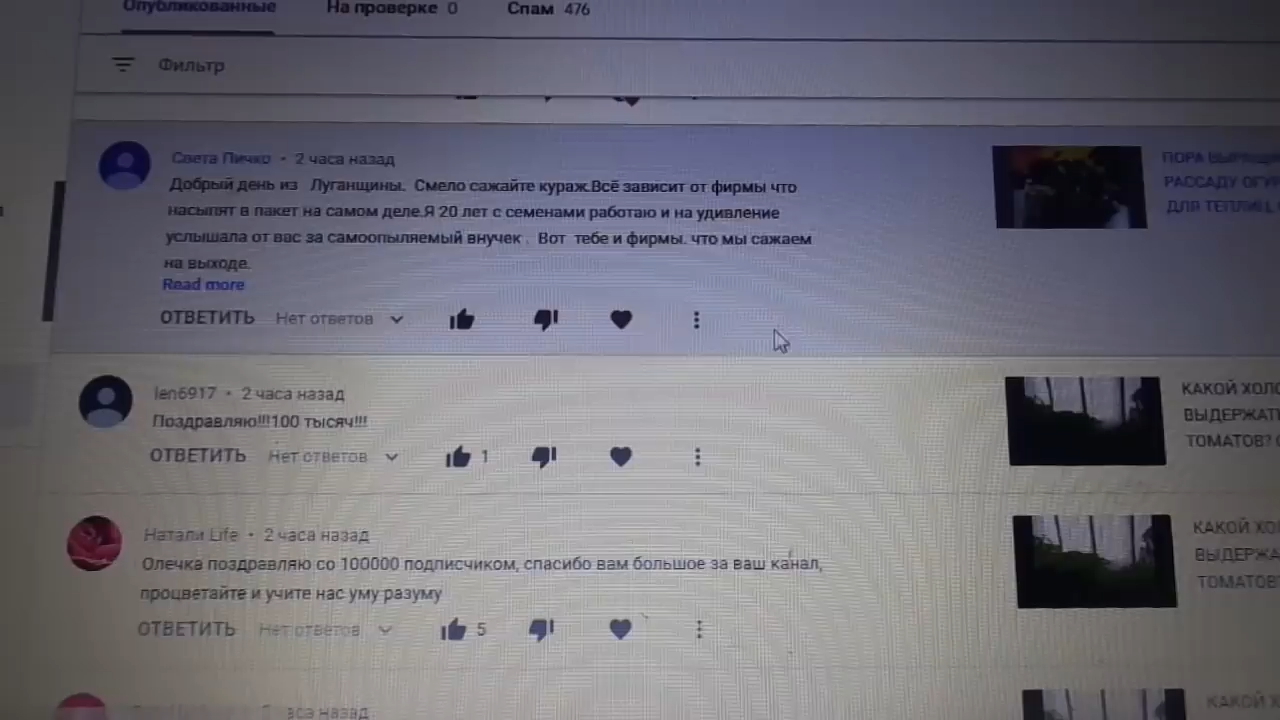 Опубликованные На проверке 0 Спам 476
Фильтр
Света Пичко • 2 часа назад
Добрый день из Луганщины. Смело сажайте кураж.Всё зависит от фирмы что
насыпят в пакет на самом деле.Я 20 лет с семенами работаю и на удивление
услышала от вас за самоопыляемый внучек . Вот тебе и фирмы. что мы сажаем
на выходе.
Read more
ОТВЕТИТЬ Нет ответов
ПОРА
РАССАДУ
ДЛЯ
len6917 • 2 часа назад
Поздравляю!!!100 тысяч!!!
ОТВЕТИТЬ Нет ответов 1
КАКОЙ ХОЛО
ВЫДЕРЖАТ
ТОМАТОВ?
Натали Life • 2 часа назад
Олечка поздравляю со 100000 подписчиком, спасибо вам большое за ваш канал,
процветайте и учите нас уму разуму
ОТВЕТИТЬ Нет ответов 5
КАКОЙ ХО
ВЫДЕРЖА
ТОМАТОВ
часа назад
КАКОЙ